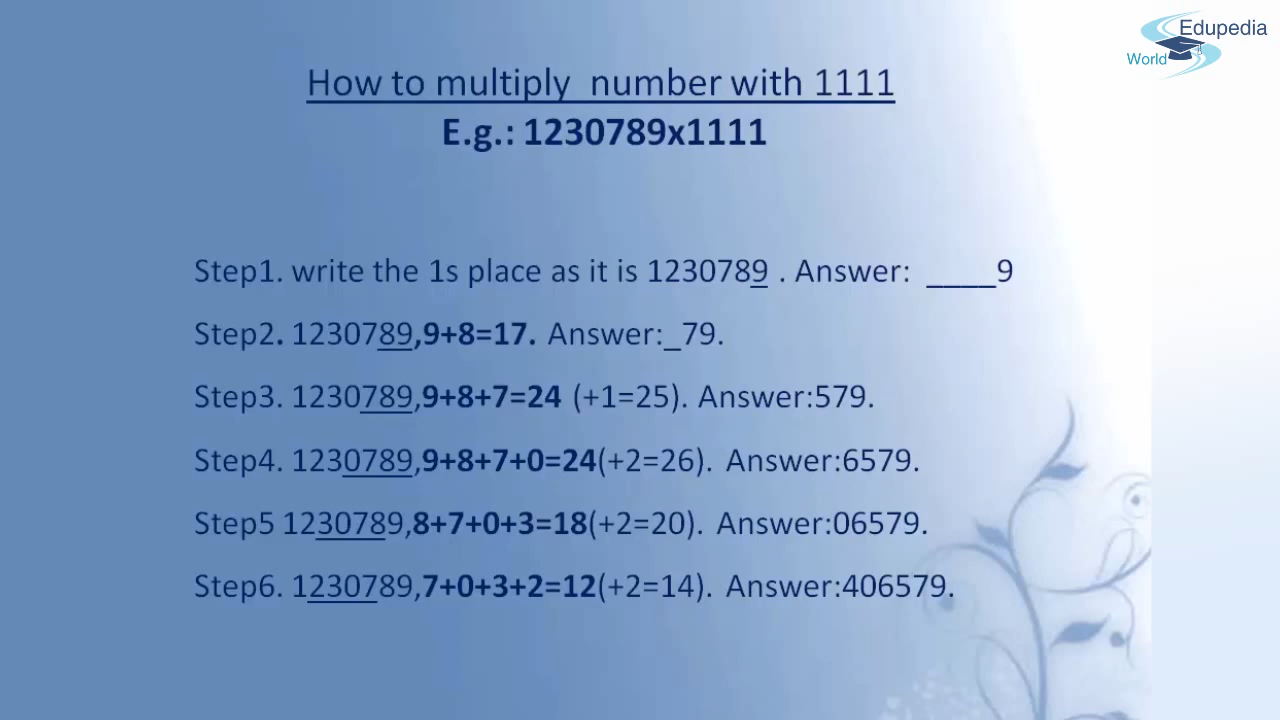 Edupedia
World
How to multiply number with 1111
E.g.: 1230789x1111
Step1. write the 1s place as it is 1230789 . Answer: ____9
Step2. 1230789,9+8=17. Answer:_79.
Step3. 1230789,9+8+7=24 (+1=25). Answer:579.
Step4. 1230789,9+8+7+0=24(+2=26). Answer:6579.
Step5 1230789,8+7+0+3=18(+2=20). Answer:06579.
Step6. 1230789,7+0+3+2=12(+2=14). Answer:406579.